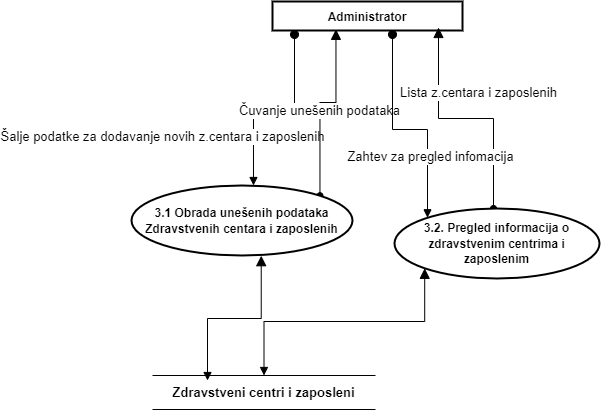 Administrator
Lista z.centara i zaposlenih
Čuvanje unešenih podataka
Šalje podatke za dodavanje novih z.centara i zaposlenih
Zahtev za pregled infomacija
3.1 Obrada unešenih podataka
Zdravstvenih centara i zaposlenih
3.2. Pregled informacija o
zdravstvenim centrima i
zaposlenim
Zdravstveni centri i zaposleni